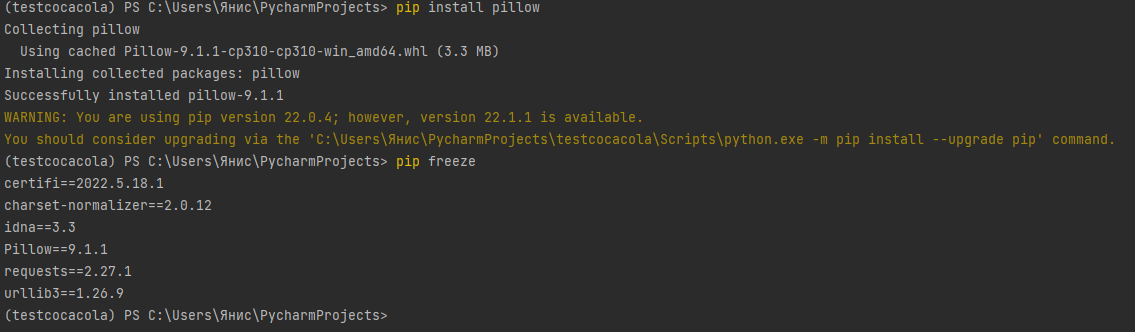 (testcocacola) PS C:\Users\Янис\PycharmProjects> pip install pillow
Collecting pillow
  Using cached Pillow-9.1.1-cp310-cp310-win_amd64.whl (3.3 MB)
Installing collected packages: pillow
Successfully installed pillow-9.1.1
WARNING: You are using pip version 22.0.4; however, version 22.1.1 is available.
You should consider upgrading via the 'C:\Users\Янис\PycharmProjects\testcocacola\Scripts\python.exe -m pip install --upgrade pip' command.
(testcocacola) PS C:\Users\Янис\PycharmProjects> pip freeze
certifi==2022.5.18.1
charset-normalizer==2.0.12
idna==3.3
Pillow==9.1.1
requests==2.27.1
urllib3==1.26.9
(testcocacola) PS C:\Users\Янис\PycharmProjects>